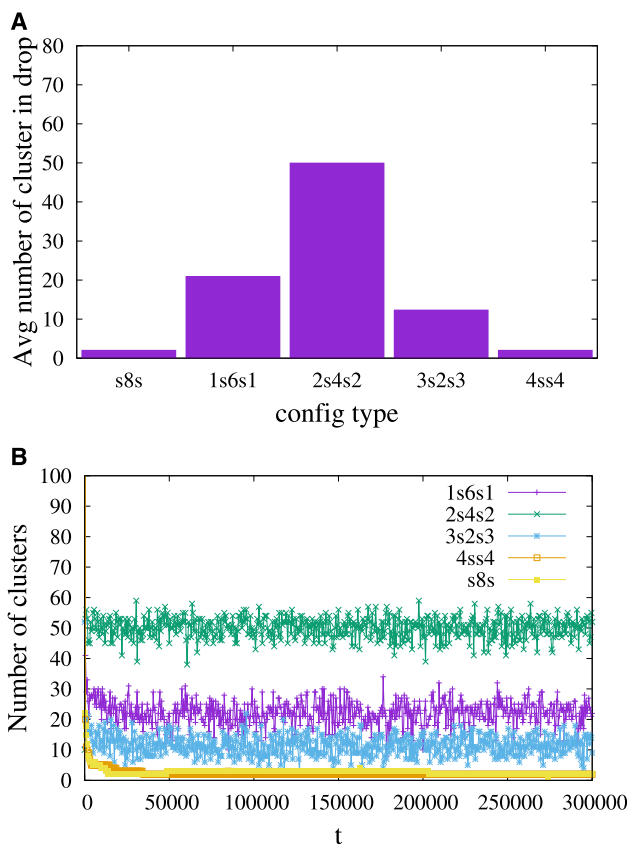 A
Avg number of cluster in drop
80
70
60
50
40
30
20
10
0
s8s 1s6s1 2s4s2 3s2s3 4ss4
config type
B
Number of clusters
100
90
80
70
60
50
40
30
20
10
0
1s6s1
2s4s2
3s2s3
4ss4
s8s
0 50000 100000 150000 200000 250000 300000
t